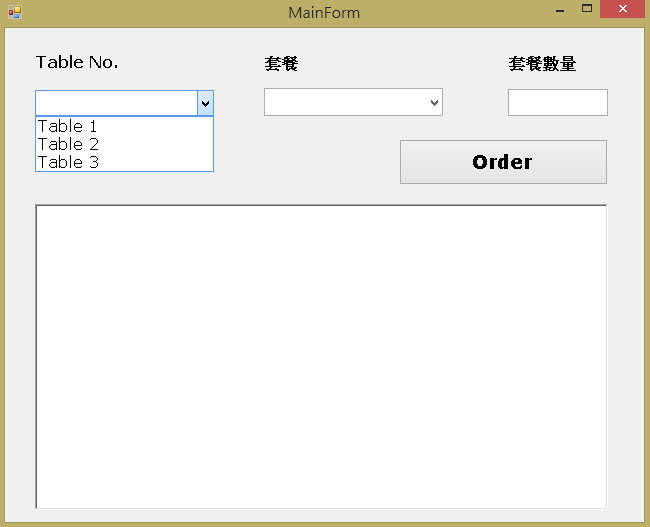 MainForm
Table No.
套餐
套餐數量
Table 1
Table 2
Table 3
Order